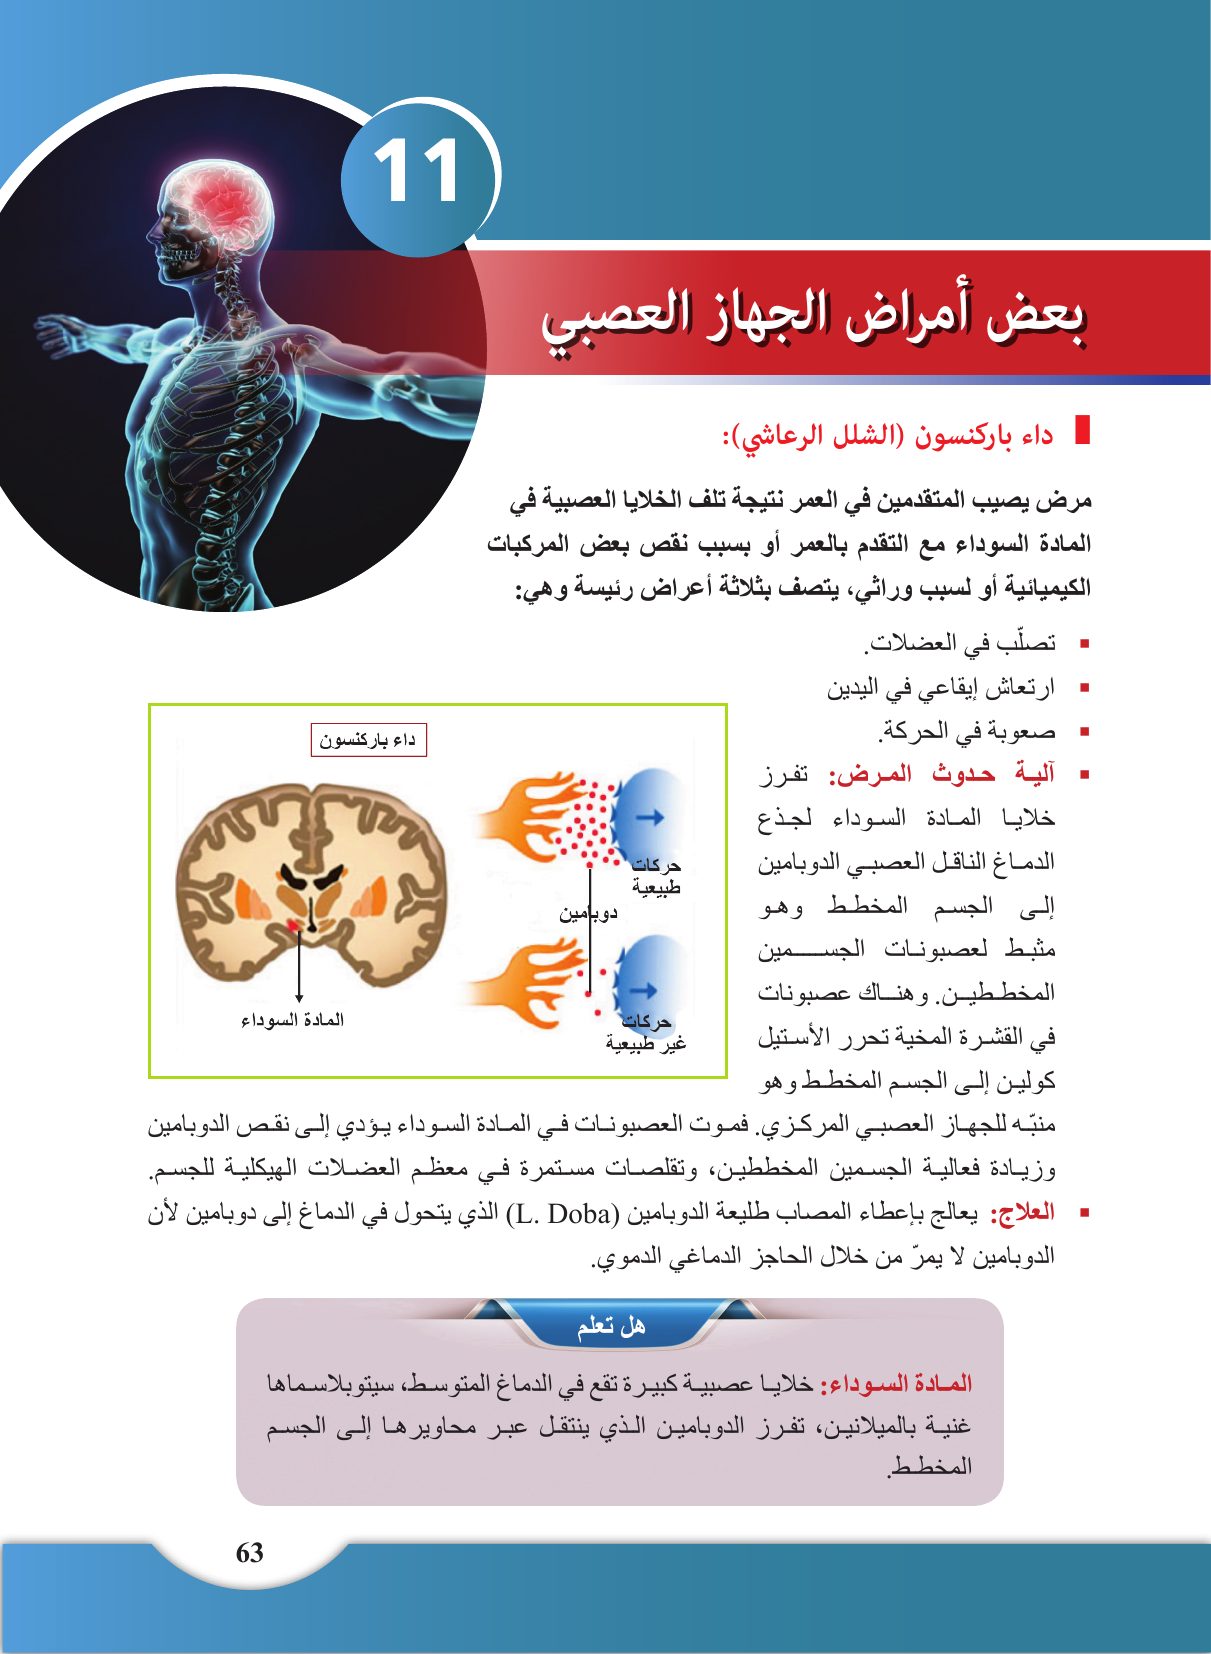 11
بعض أمراض الجهاز العصبي
داء باركنسون (الشلل الرعاشي):
مرض يصيب المتقدمين في العمر نتيجة تلف الخلايا العصبية في
المادة السوداء مع التقدم بالعمر أو بسبب نقص بعض المركبات
الكيميائية أو لسبب وراثي، يتصف بثلاثة أعراض رئيسة وهي:
▪ تصلّب في العضلات.
▪ ارتعاش إيقاعي في اليدين
▪ صعوبة في الحركة.
▪ آلية حدوث المرض: تفرز
خلايا المادة السوداء لجذع
الدماغ الناقل العصبي الدوبامين
إلى الجسم المخطط وهو
مثبط لعصبونات الجسمين
المخططين. وهناك عصبونات
في القشرة المخية تحرر الأستيل
كولين إلى الجسم المخطط وهو
منبّه للجهاز العصبي المركزي. فموت العصبونات في المادة السوداء يؤدي إلى نقص الدوبامين
وزيادة فعالية الجسمين المخططين، وتقلصات مستمرة في معظم العضلات الهيكلية للجسم.
داء باركنسون
حركات
طبيعية
دوبامين
المادة السوداء
حركات
غير طبيعية
▪ العلاج: يعالج بإعطاء المصاب طليعة الدوبامين (L. Doba) الذي يتحول في الدماغ إلى دوبامين لأن
الدوبامين لا يمرّ من خلال الحاجز الدماغي الدموي.
هل تعلم
المادة السوداء: خلايا عصبية كبيرة تقع في الدماغ المتوسط، سيتوبلاسماها
غنية بالميلانين، تفرز الدوبامين الذي ينتقل عبر محاويرها إلى الجسم
المخطط.
63